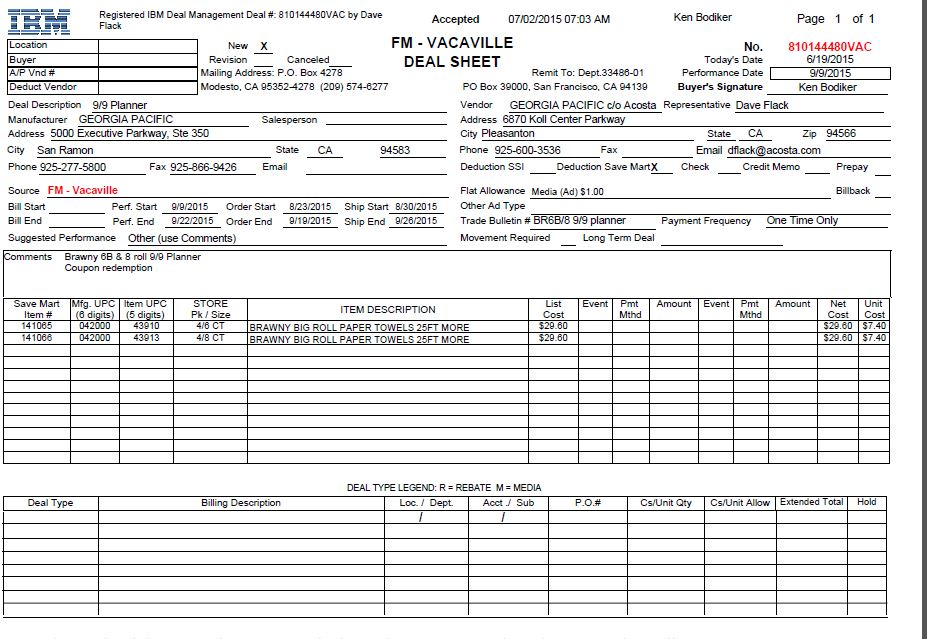 IBM Registered IBM Deal Management Deal #: 810144480VAC by Dave Flack Accepted 07/02/2015 07:03 AM Ken Bodiker Page 1 of 1
FM - VACAVILLE
DEAL SHEET
Location
Buyer
A/P Vnd #
Deduct Vendor
New X
Revision Canceled
Mailing Address: P.O. Box 4278
Modesto, CA 95352-4278 (209) 574-6277
Remit To: Dept.33486-01
PO Box 39000, San Francisco, CA 94139
No. 810144480VAC
Today's Date 6/19/2015
Performance Date 9/9/2015
Buyer's Signature Ken Bodiker
Deal Description 9/9 Planner
Manufacturer GEORGIA PACIFIC Salesperson
Address 5000 Executive Parkway, Ste 350
City San Ramon State CA 94583
Phone 925-277-5800 Fax 925-866-9426 Email
Vendor GEORGIA PACIFIC c/o Acosta Representative Dave Flack
Address 6870 Koll Center Parkway
City Pleasanton State CA Zip 94566
Phone 925-600-3536 Fax Email dflack@acosta.com
Deduction SSI Deduction Save Mart X Check Credit Memo Prepay
Source FM - Vacaville
Bill Start Perf. Start 9/9/2015 Order Start 8/23/2015 Ship Start 8/30/2015
Bill End Perf. End 9/22/2015 Order End 9/19/2015 Ship End 9/26/2015
Suggested Performance Other (use Comments)
Flat Allowance Media (Ad) $1.00 Billback
Other Ad Type
Trade Bulletin # BR6B/8 9/9 planner Payment Frequency One Time Only
Movement Required Long Term Deal
Comments Brawny 6B & 8 roll 9/9 Planner
Coupon redemption
Save Mart Item # Mfg. UPC (6 digits) Item UPC (5 digits) STORE Pk / Size ITEM DESCRIPTION List Cost Event Pmt Mthd Amount Event Pmt Mthd Amount Net Cost Unit Cost
141065 042000 43910 4/6 CT BRAWNY BIG ROLL PAPER TOWELS 25FT MORE $29.60 $29.60 $7.40
141066 042000 43913 4/8 CT BRAWNY BIG ROLL PAPER TOWELS 25FT MORE $29.60 $29.60 $7.40
DEAL TYPE LEGEND: R = REBATE M = MEDIA
Deal Type Billing Description Loc. / Dept. Acct ./ Sub P.O.# Cs/Unit Qty Cs/Unit Allow Extended Total Hold
/ /